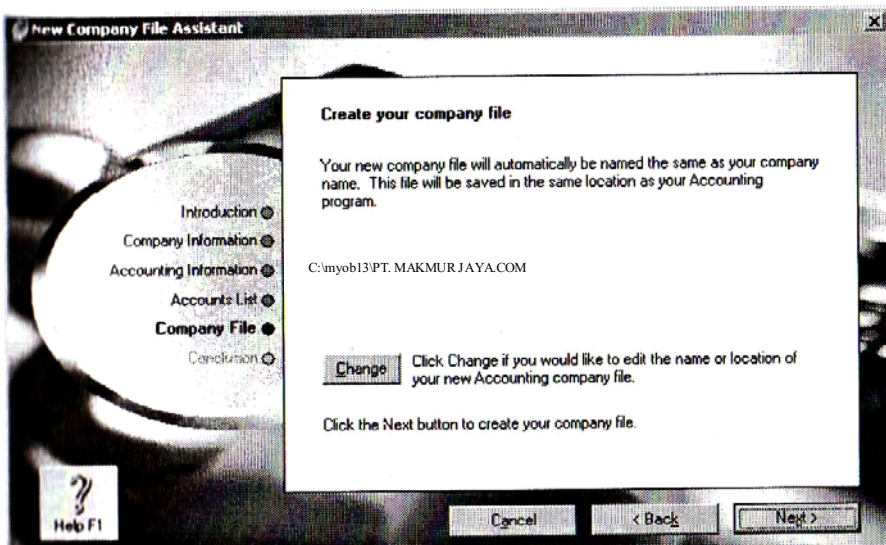 New Company File Assistant
Create your company file
Your new company file will automatically be named the same as your company
name. This file will be saved in the same location as your Accounting
program.
Introduction
Company Information
Accounting Information
Accounts List
Company File
Conclusion
C:\myob13\PT. MAKMUR JAYA.COM
Change
Click Change if you would like to edit the name or location of
your new Accounting company file.
Click the Next button to create your company file.
Help F1
Cancel
< Back
Next >